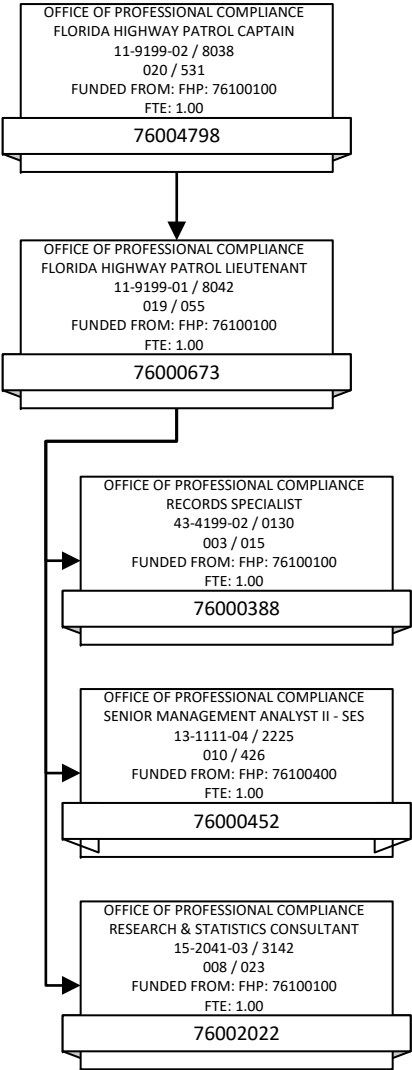 OFFICE OF PROFESSIONAL COMPLIANCE
FLORIDA HIGHWAY PATROL CAPTAIN
11-9199-02 / 8038
020 / 531
FUNDED FROM: FHP: 76100100
FTE: 1.00
76004798
OFFICE OF PROFESSIONAL COMPLIANCE
FLORIDA HIGHWAY PATROL LIEUTENANT
11-9199-01 / 8042
019 / 055
FUNDED FROM: FHP: 76100100
FTE: 1.00
76000673
OFFICE OF PROFESSIONAL COMPLIANCE
RECORDS SPECIALIST
43-4199-02 / 0130
003 / 015
FUNDED FROM: FHP: 76100100
FTE: 1.00
76000388
OFFICE OF PROFESSIONAL COMPLIANCE
SENIOR MANAGEMENT ANALYST II - SES
13-1111-04 / 2225
010 / 426
FUNDED FROM: FHP: 76100400
FTE: 1.00
76000452
OFFICE OF PROFESSIONAL COMPLIANCE
RESEARCH & STATISTICS CONSULTANT
15-2041-03 / 3142
008 / 023
FUNDED FROM: FHP: 76100100
FTE: 1.00
76002022